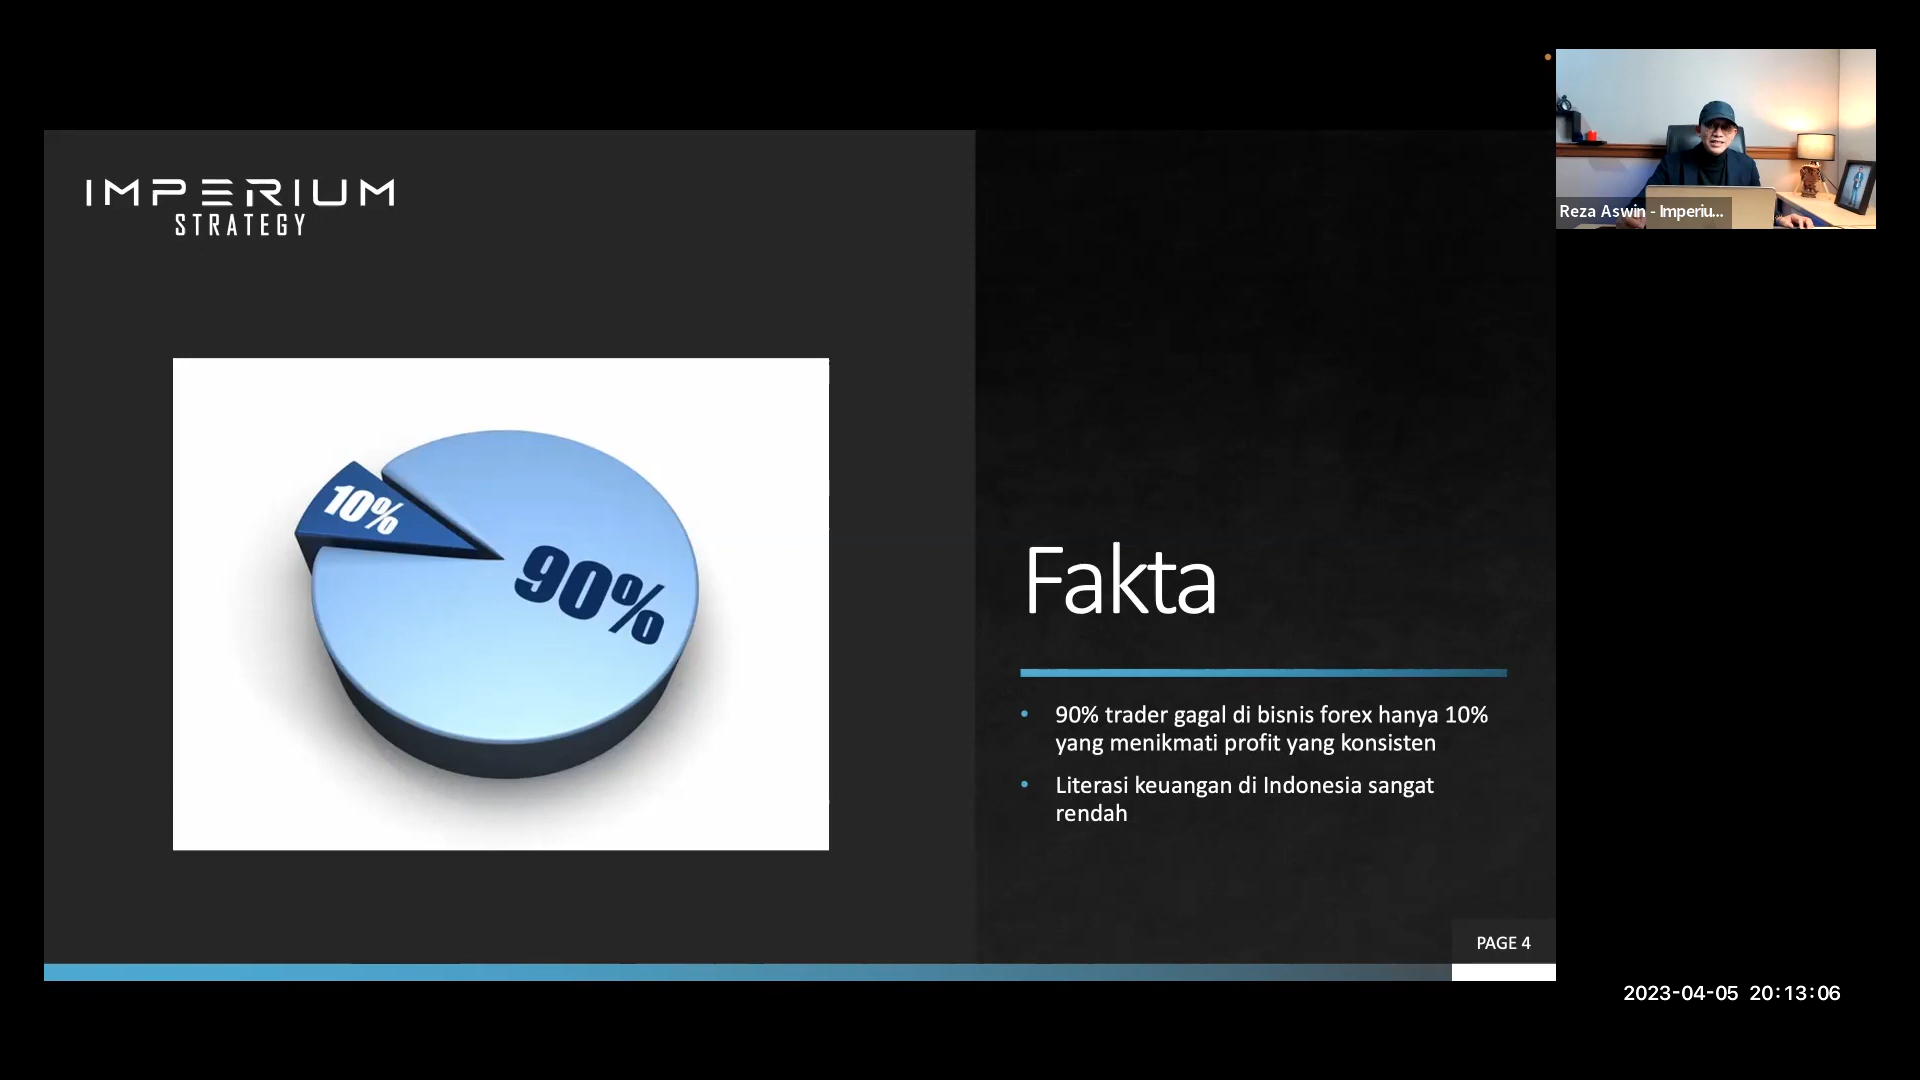 IMPERIUM
STRATEGY
10%
90%
Fakta
• 90% trader gagal di bisnis forex hanya 10%
yang menikmati profit yang konsisten
• Literasi keuangan di Indonesia sangat
rendah
PAGE 4
Reza Aswin - Imperiu...
2023-04-05 20:13:06